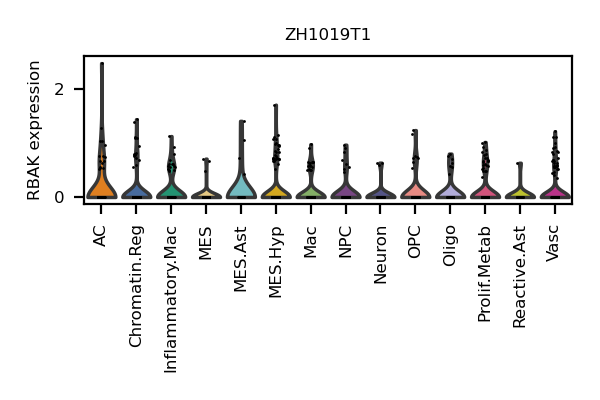 ZH1019T1
RBAK expression
2
0
AC
Chromatin.Reg
Inflammatory.Mac
MES
MES.Ast
MES.Hyp
Mac
NPC
Neuron
OPC
Oligo
Prolif.Metab
Reactive.Ast
Vasc